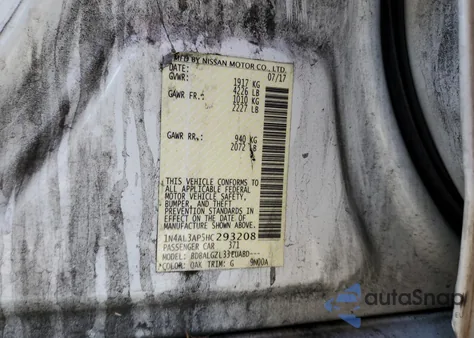 MFD BY NISSAN MOTOR CO., LTD.
DATE: 07/17
GVWR: 1917 KG
4226 LB
GAWR FR.: 1010 KG
2227 LB
GAWR RR.: 940 KG
2072 LB
THIS VEHICLE CONFORMS TO
ALL APPLICABLE FEDERAL
MOTOR VEHICLE SAFETY,
BUMPER, AND THEFT
PREVENTION STANDARDS IN
EFFECT ON THE DATE OF
MANUFACTURE SHOWN ABOVE.
1N4AL3AP5HC 293208
PASSENGER CAR 371
MODEL:
COLOR: QAK TRIM: G
autoSnap